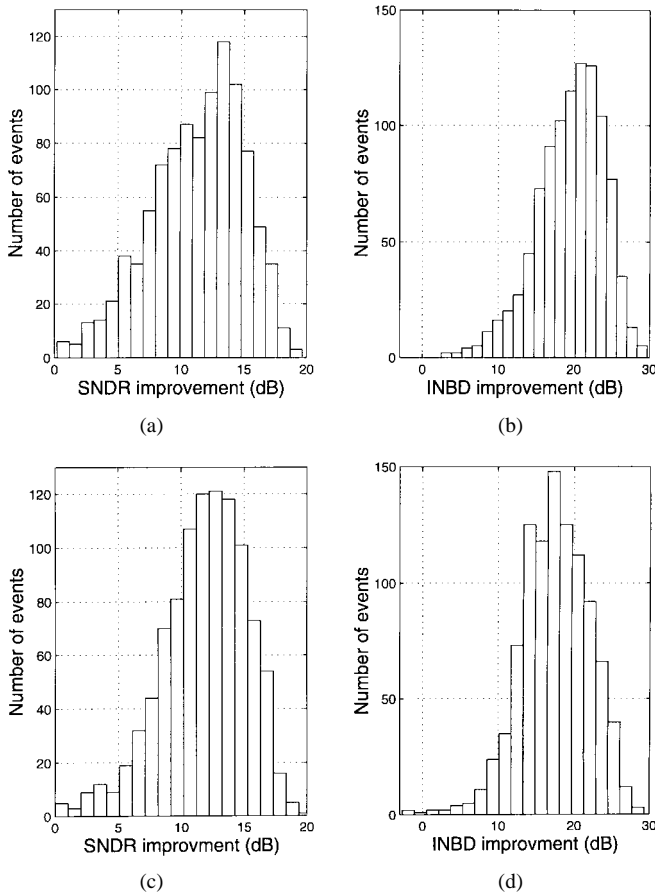 120
100
80
60
40
20
0
Number of events
0 5 10 15 20
SNDR improvement (dB)
(a)
150
100
50
0
Number of events
0 10 20 30
INBD improvement (dB)
(b)
120
100
80
60
40
20
0
Number of events
0 5 10 15 20
SNDR improvment (dB)
(c)
150
100
50
0
Number of events
0 10 20 30
INBD improvment (dB)
(d)